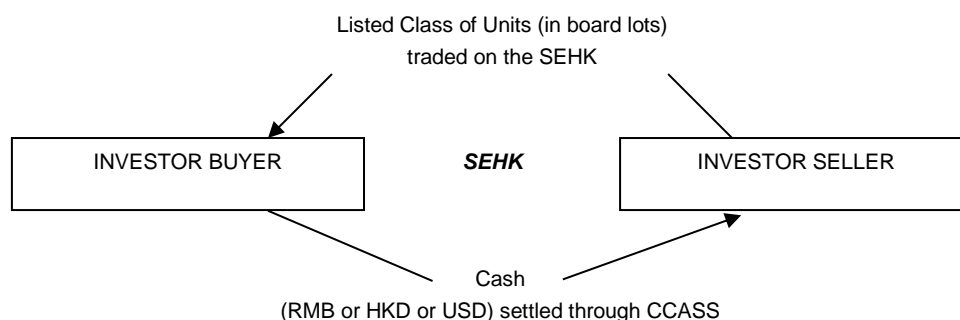 Listed Class of Units (in board lots)
traded on the SEHK
INVESTOR BUYER
SEHK
INVESTOR SELLER
Cash
(RMB or HKD or USD) settled through CCASS